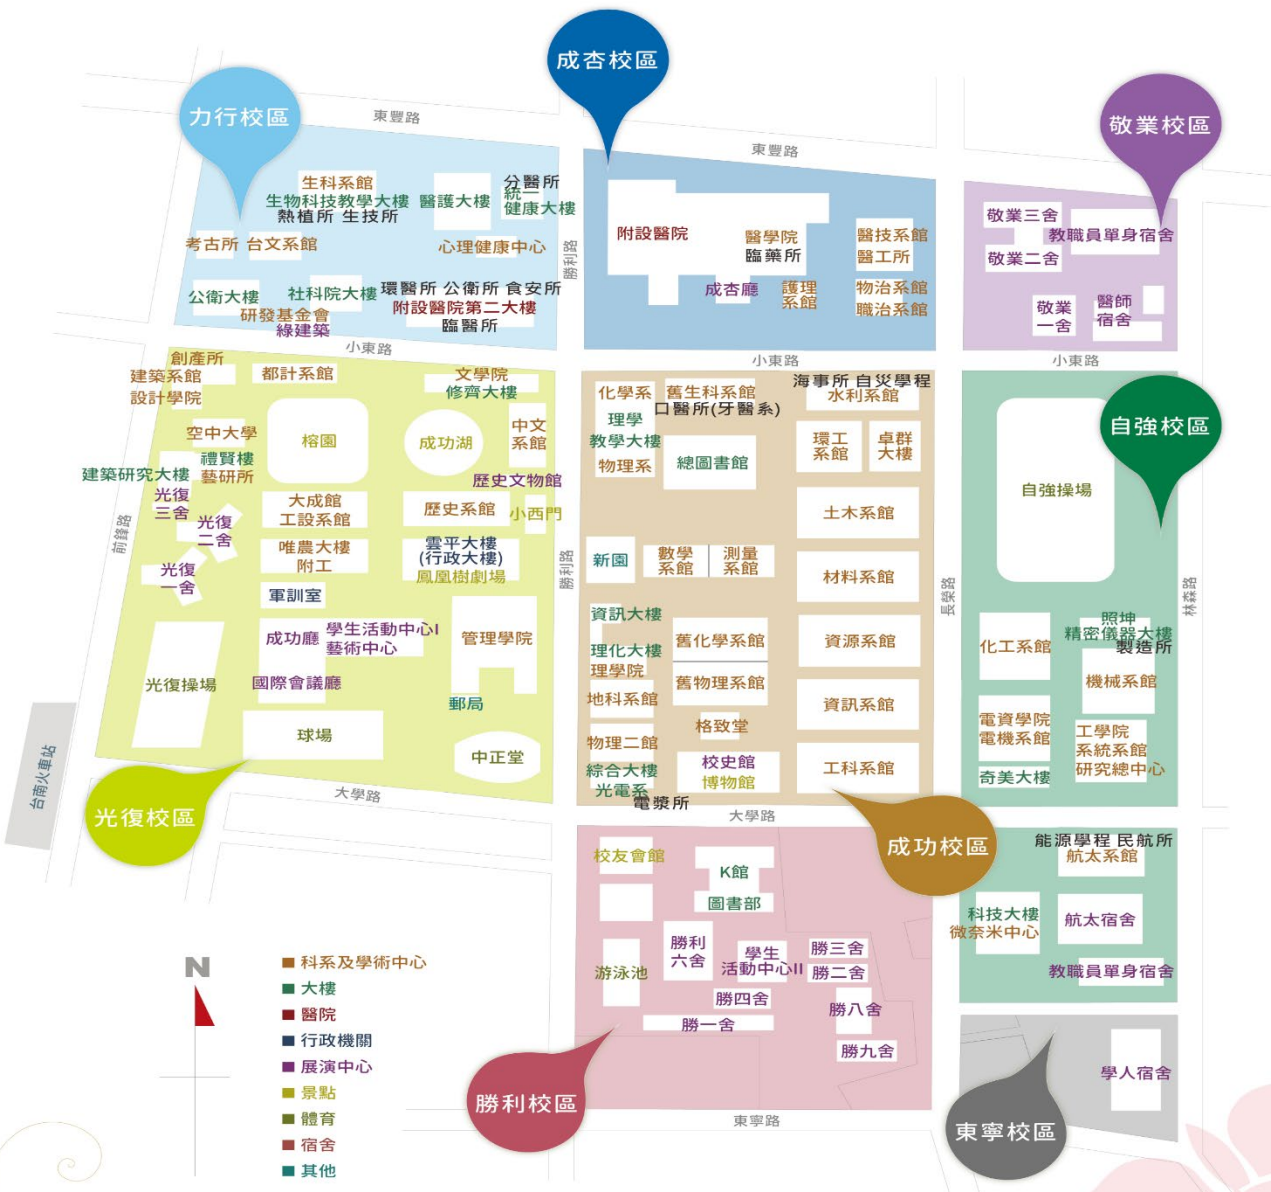 成杏校區
力行校區
敬業校區
東豐路
東豐路
生科系館
生物科技教學大樓
熱植所 生技所
醫護大樓
分醫所
統一
健康大樓
考古所
台文系館
心理健康中心
勝利路
公衛大樓
社科院大樓
研發基金會
綠建築
環醫所 公衛所 食安所
附設醫院第二大樓
臨醫所
附設醫院
醫學院
臨藥所
醫技系館
醫工所
成杏廳
護理
系館
物治系館
職治系館
敬業三舍
教職員單身宿舍
敬業二舍
敬業
一舍
醫師
宿舍
小東路
小東路
小東路
創產所
建築系館
設計學院
都計系館
文學院
修齊大樓
空中大學
榕園
成功湖
中文
系館
禮賢樓
建築研究大樓
藝研所
歷史文物館
光復
三舍
大成館
工設系館
歷史系館
小西門
光復
二舍
唯農大樓
附工
雲平大樓
(行政大樓)
鳳凰樹劇場
前鋒路
勝利路
光復
一舍
軍訓室
成功廳
學生活動中心I
藝術中心
管理學院
光復操場
國際會議廳
郵局
球場
中正堂
台南火車站
光復校區
大學路
化學系
舊生科系館
口醫所(牙醫系)
海事所 自災學程
水利系館
理學
教學大樓
總圖書館
環工
系館
卓群
大樓
物理系
土木系館
新園
數學
系館
測量
系館
材料系館
長榮路
資訊大樓
理化大樓
理學院
舊化學系館
資源系館
地科系館
舊物理系館
資訊系館
物理二館
格致堂
綜合大樓
光電系
電漿所
校史館
博物館
工科系館
大學路
成功校區
自強校區
自強操場
林森路
化工系館
照坤
精密儀器大樓
製造所
機械系館
電資學院
電機系館
工學院
系統系館
研究總中心
奇美大樓
能源學程 民航所
航太系館
科技大樓
微奈米中心
航太宿舍
教職員單身宿舍
校友會館
K館
圖書部
游泳池
勝利
六舍
學生
活動中心II
勝三舍
勝二舍
勝四舍
勝一舍
勝八舍
勝九舍
勝利校區
東寧路
東寧校區
學人宿舍
N
科系及學術中心
大樓
醫院
行政機關
展演中心
景點
體育
宿舍
其他